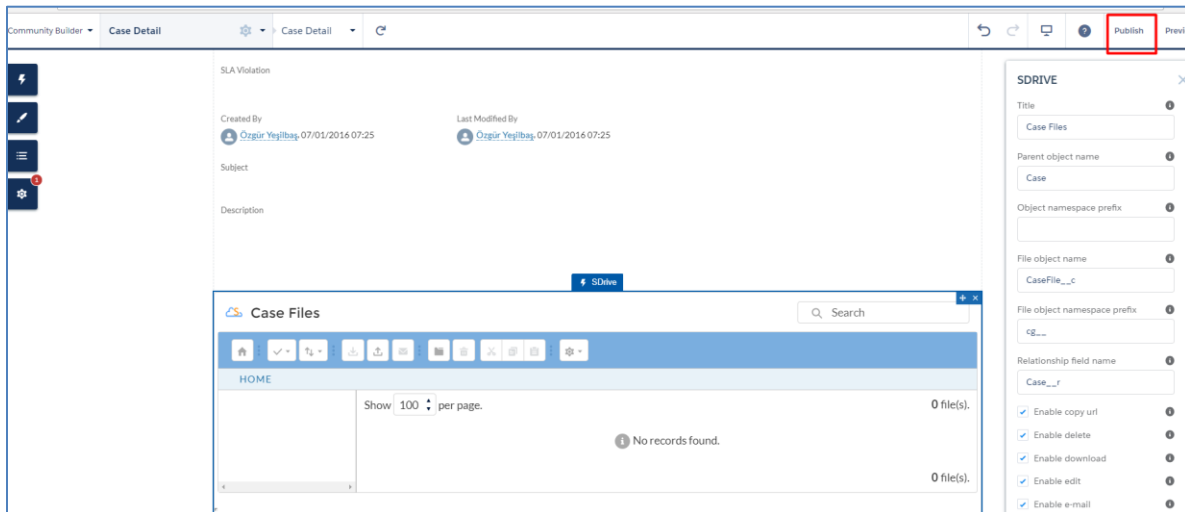 Community Builder Case Detail Case Detail ? Publish Previ
SLA Violation
Created By Last Modified By
Özgür Yeşilbaş, 07/01/2016 07:25 Özgür Yeşilbaş, 07/01/2016 07:25
Subject
Description
1
SDrive
Case Files Search
HOME
Show 100 per page. 0 file(s).
No records found.
0 file(s).
SDRIVE
Title
Case Files
Parent object name
Case
Object namespace prefix
File object name
CaseFile__c
File object namespace prefix
cg__
Relationship field name
Case__r
Enable copy url
Enable delete
Enable download
Enable edit
Enable e-mail